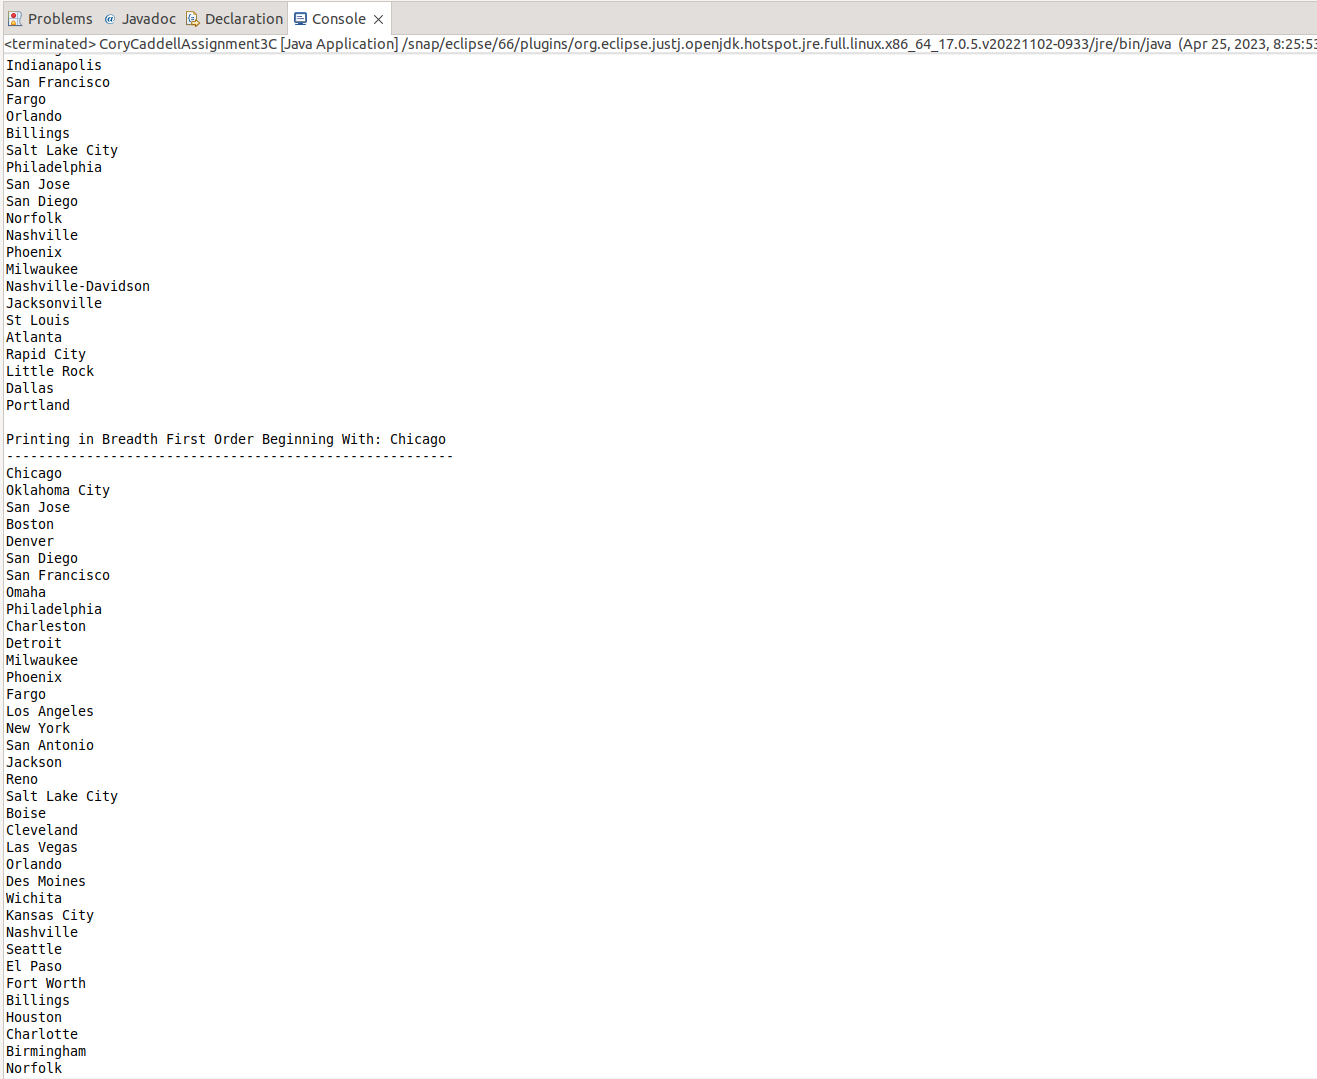 Problems Javadoc Declaration Console
<terminated> CoryCaddellAssignment3C [Java Application] /snap/eclipse/66/plugins/org.eclipse.justj.openjdk.hotspot.jre.full.linux.x86_64_17.0.5.v20221102-0933/jre/bin/java (Apr 25, 2023, 8:25:53
Indianapolis
San Francisco
Fargo
Orlando
Billings
Salt Lake City
Philadelphia
San Jose
San Diego
Norfolk
Nashville
Phoenix
Milwaukee
Nashville-Davidson
Jacksonville
St Louis
Atlanta
Rapid City
Little Rock
Dallas
Portland
Printing in Breadth First Order Beginning With: Chicago
--------------------------------------------------------
Chicago
Oklahoma City
San Jose
Boston
Denver
San Diego
San Francisco
Omaha
Philadelphia
Charleston
Detroit
Milwaukee
Phoenix
Fargo
Los Angeles
New York
San Antonio
Jackson
Reno
Salt Lake City
Boise
Cleveland
Las Vegas
Orlando
Des Moines
Wichita
Kansas City
Nashville
Seattle
El Paso
Fort Worth
Billings
Houston
Charlotte
Birmingham
Norfolk